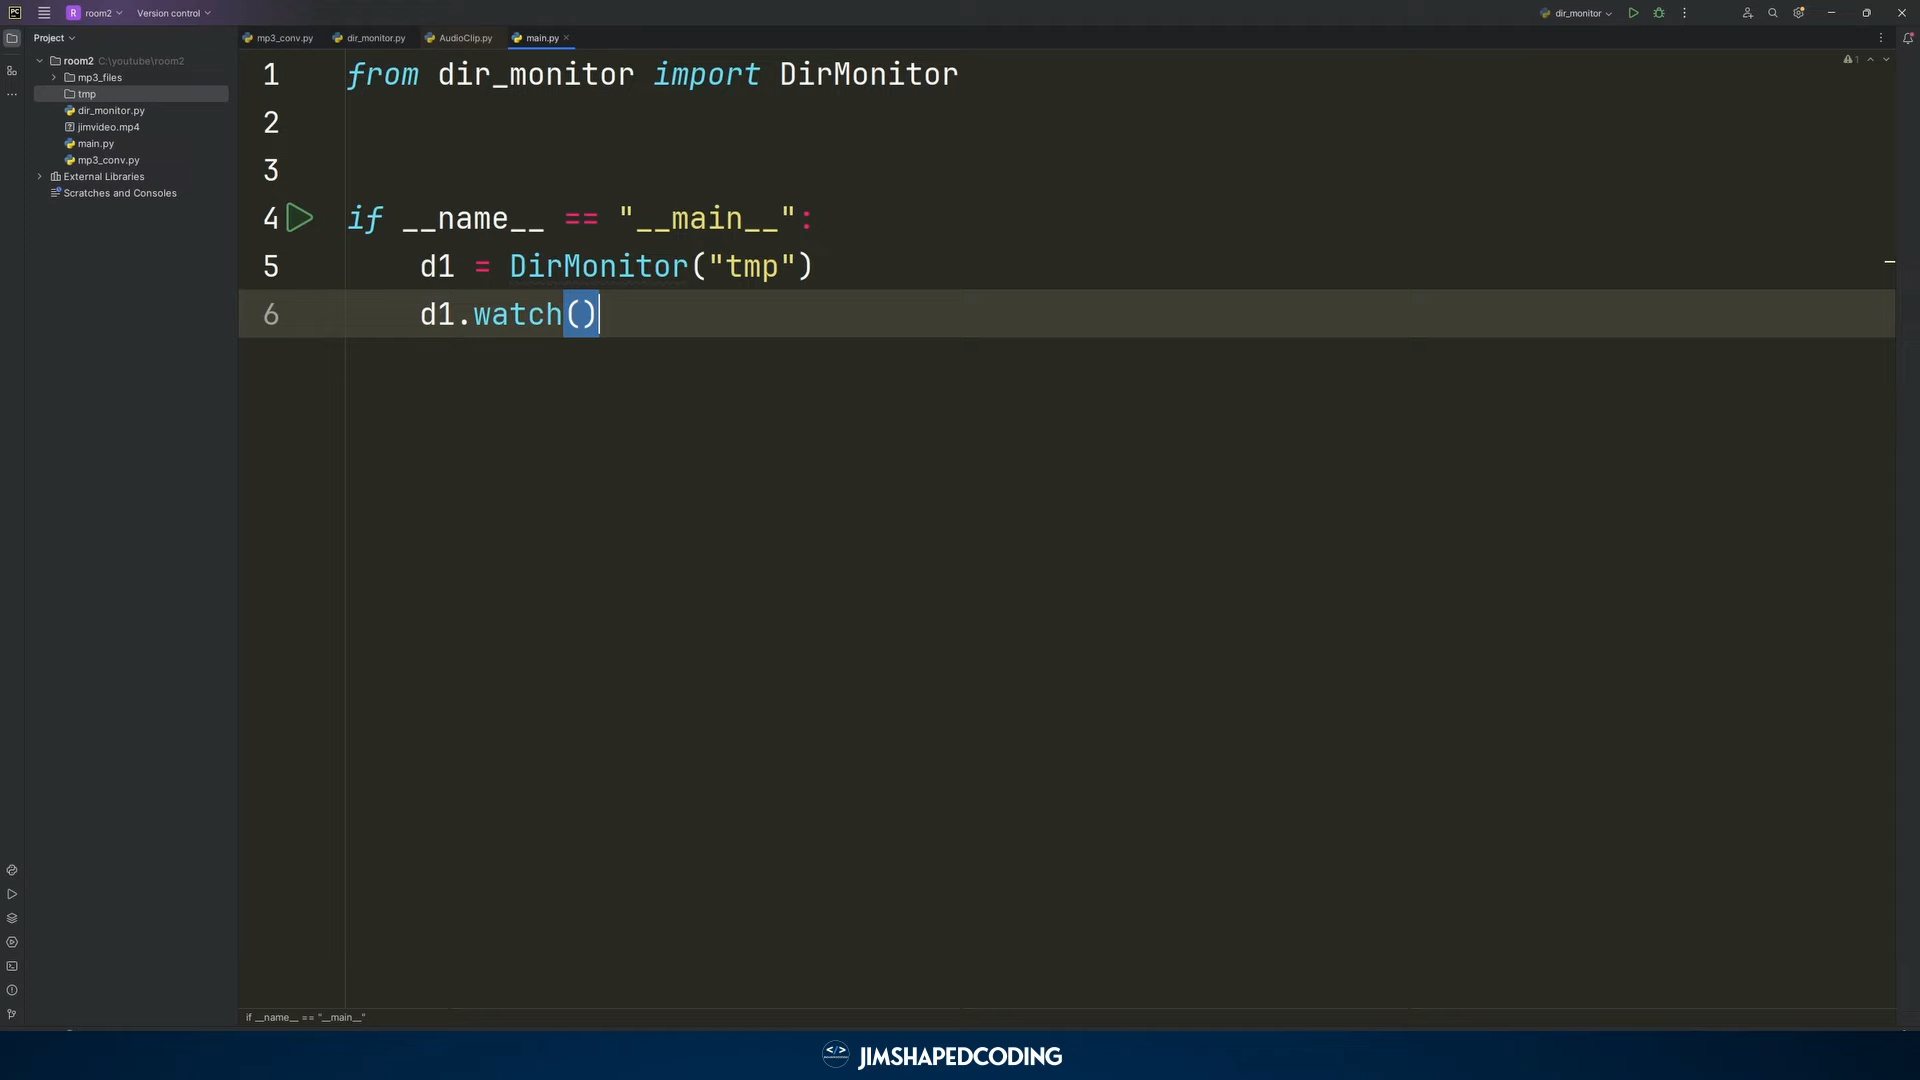 PC
R room2
Version control
dir_monitor
Project
room2 C:\youtube\room2
mp3_files
tmp
dir_monitor.py
jimvideo.mp4
main.py
mp3_conv.py
External Libraries
Scratches and Consoles
mp3_conv.py dir_monitor.py AudioClip.py main.py
1
1 from dir_monitor import DirMonitor
2
3
4 if __name__ == "__main__":
5 d1 = DirMonitor("tmp")
6 d1.watch()
if __name__ == "__main__"
</> JIMSHAPEDCODING